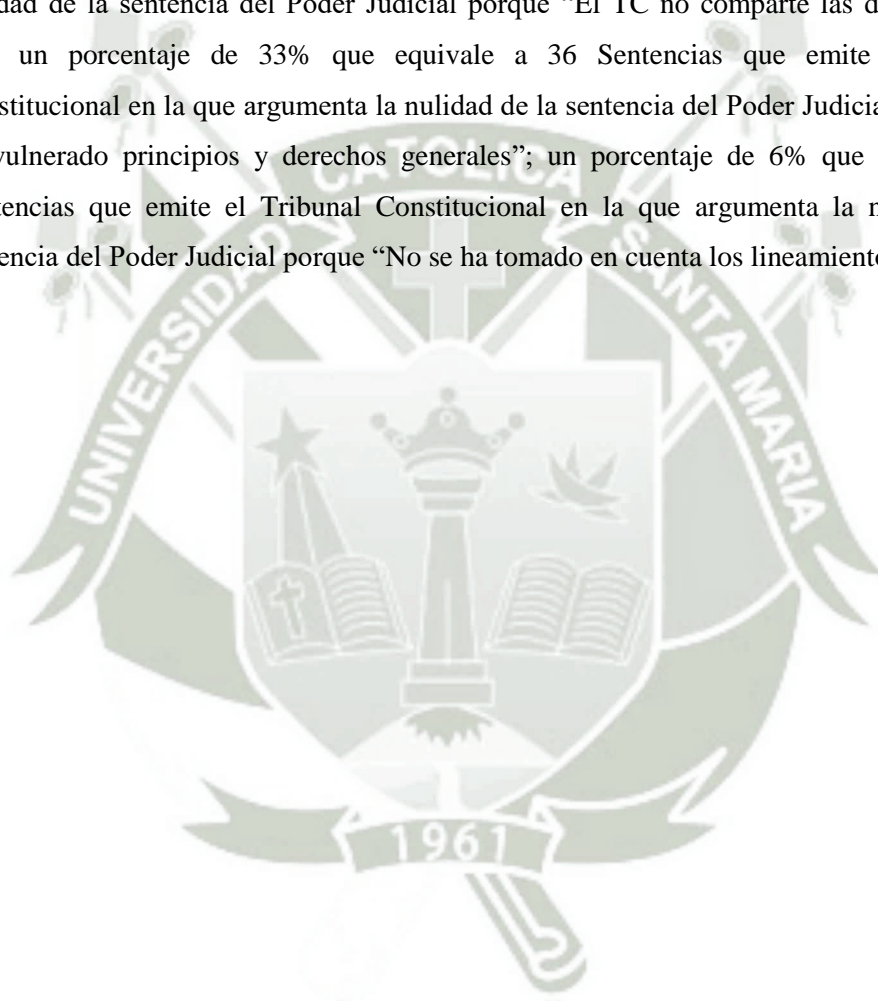 dad de la sentencia del Poder Judicial porque “El TC no comparte las d
un porcentaje de 33% que equivale a 36 Sentencias que emite
stitucional en la que argumenta la nulidad de la sentencia del Poder Judicia
vulnerado principios y derechos generales”; un porcentaje de 6% que
tencias que emite el Tribunal Constitucional en la que argumenta la n
encia del Poder Judicial porque “No se ha tomado en cuenta los lineamiento
UNIVERSIDAD CATOLICA SANTA MARIA
1961